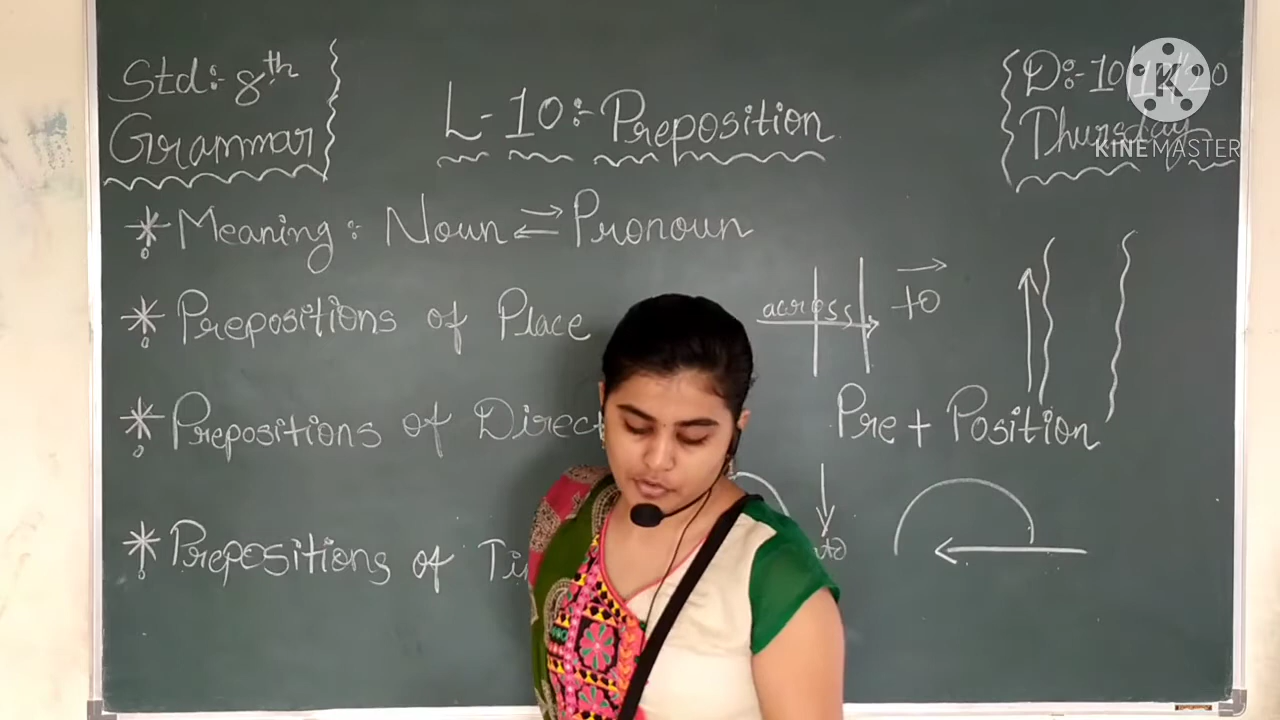 Std:- 8th
Grammar
L-10:- Preposition
D:-10/
Thursday
KINEMASTER
* Meaning: Noun ⇄ Pronoun
* Prepositions of Place
across
to
* Prepositions of Direct
Pre + Position
* Prepositions of Ti